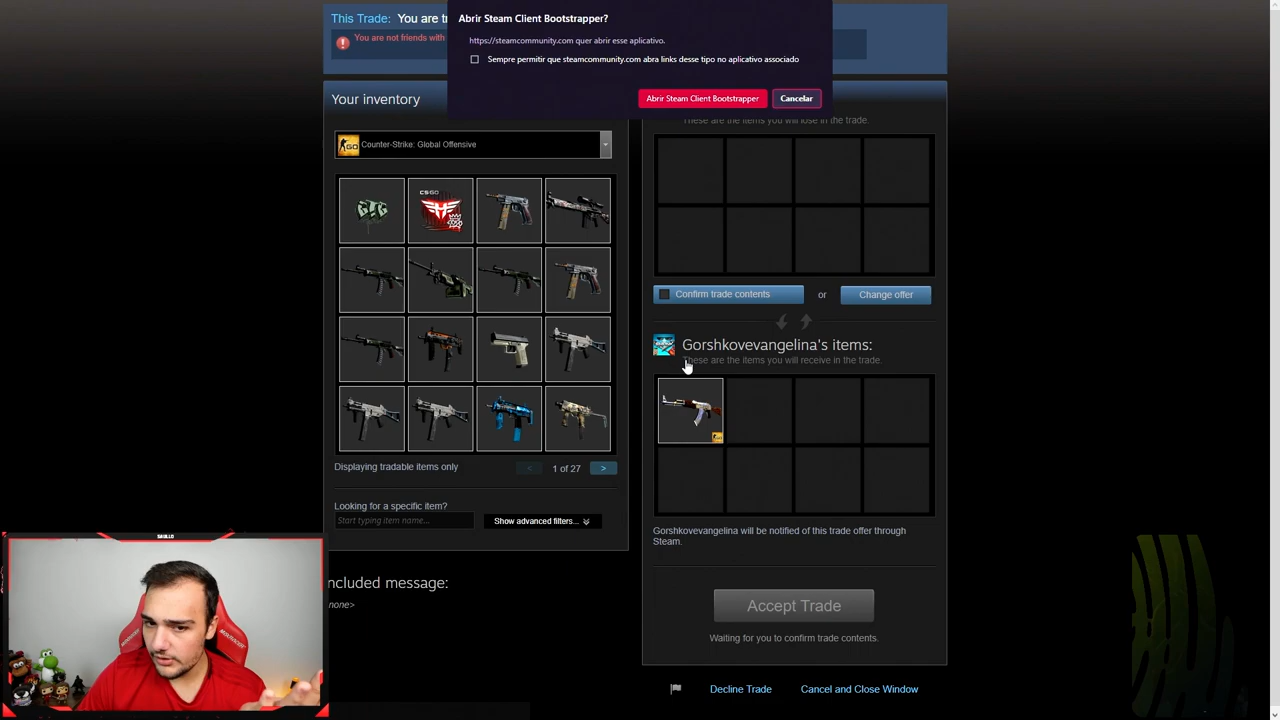 This Trade: You are tr
You are not friends with
Abrir Steam Client Bootstrapper?
https://steamcommunity.com quer abrir esse aplicativo.
Sempre permitir que steamcommunity.com abra links desse tipo no aplicativo associado
Abrir Steam Client Bootstrapper
Cancelar
Your inventory
Counter-Strike: Global Offensive
GO
CS:GO
Displaying tradable items only
<
1 of 27
>
Looking for a specific item?
Start typing item name...
Show advanced filters...
ncluded message:
none>
These are the items you will lose in the trade.
Confirm trade contents
or
Change offer
Gorshkovevangelina's items:
These are the items you will receive in the trade.
Gorshkovevangelina will be notified of this trade offer through
Steam.
Accept Trade
Waiting for you to confirm trade contents.
Decline Trade
Cancel and Close Window